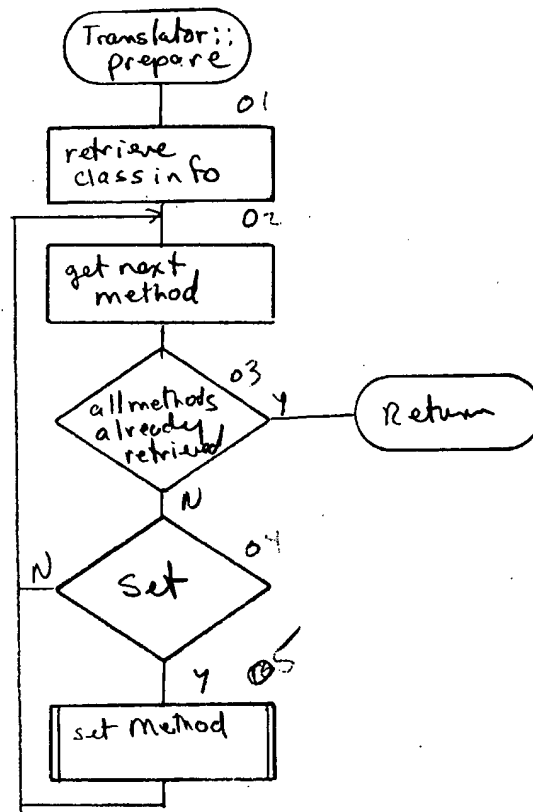 Translator::
prepare
01
retrieve
class info
02
get next
method
03
all methods
already
retrieved
Y
Return
N
04
Set
N
Y
05
set Method